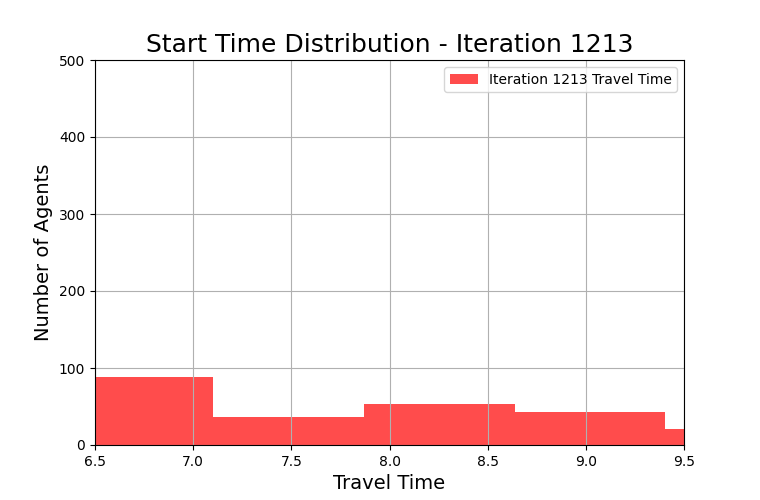 Start Time Distribution - Iteration 1213
500
400
300
200
100
0
Number of Agents
Iteration 1213 Travel Time
6.5 7.0 7.5 8.0 8.5 9.0 9.5
Travel Time